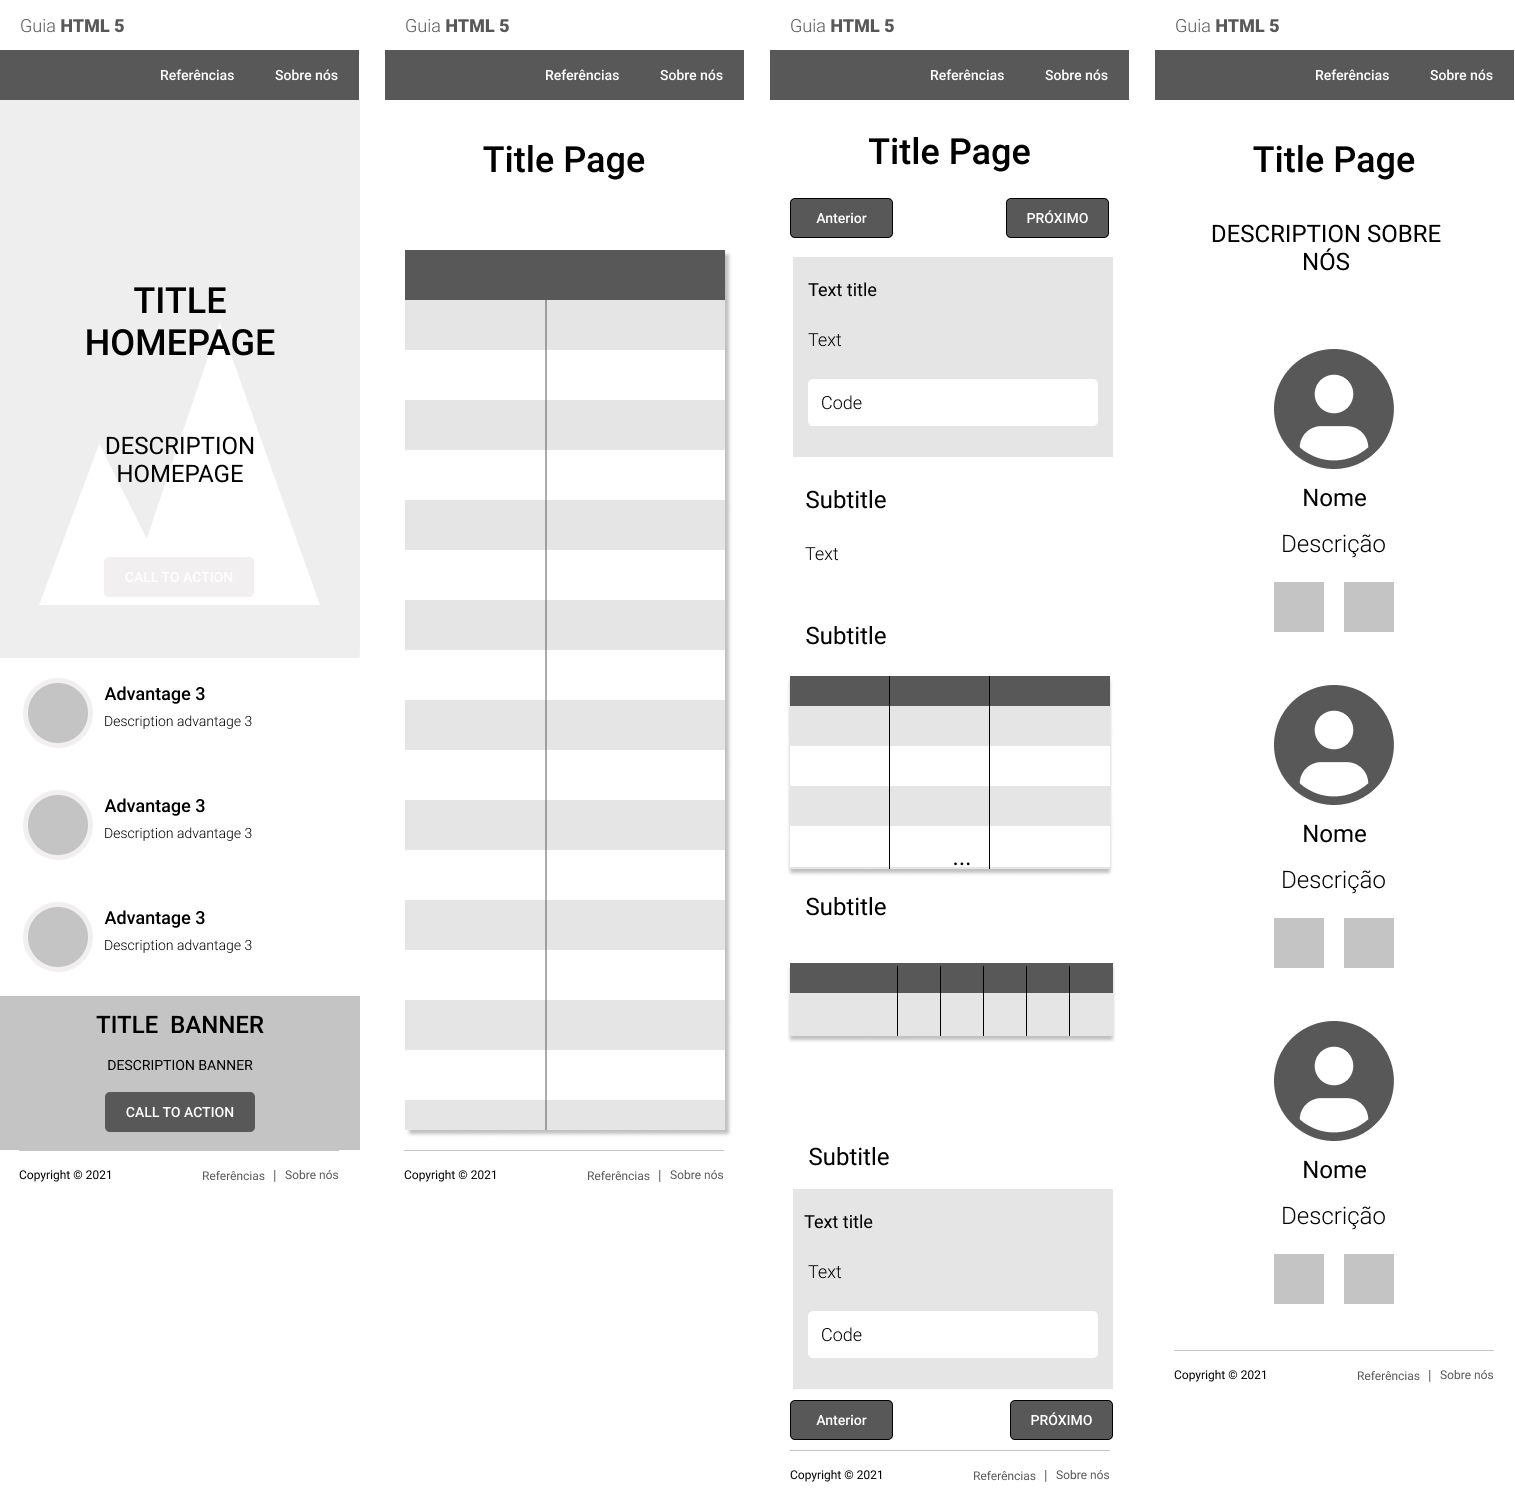 Guia HTML 5
Referências Sobre nós
TITLE
HOMEPAGE
DESCRIPTION
HOMEPAGE
CALL TO ACTION
Advantage 3
Description advantage 3
Advantage 3
Description advantage 3
Advantage 3
Description advantage 3
TITLE BANNER
DESCRIPTION BANNER
CALL TO ACTION
Copyright © 2021 Referências | Sobre nós
Guia HTML 5
Referências Sobre nós
Title Page
Copyright © 2021 Referências | Sobre nós
Guia HTML 5
Referências Sobre nós
Title Page
Anterior PRÓXIMO
Text title
Text
Code
Subtitle
Text
Subtitle
...
Subtitle
Subtitle
Text title
Text
Code
Anterior PRÓXIMO
Copyright © 2021 Referências | Sobre nós
Guia HTML 5
Referências Sobre nós
Title Page
DESCRIPTION SOBRE
NÓS
Nome
Descrição
Nome
Descrição
Nome
Descrição
Copyright © 2021 Referências | Sobre nós